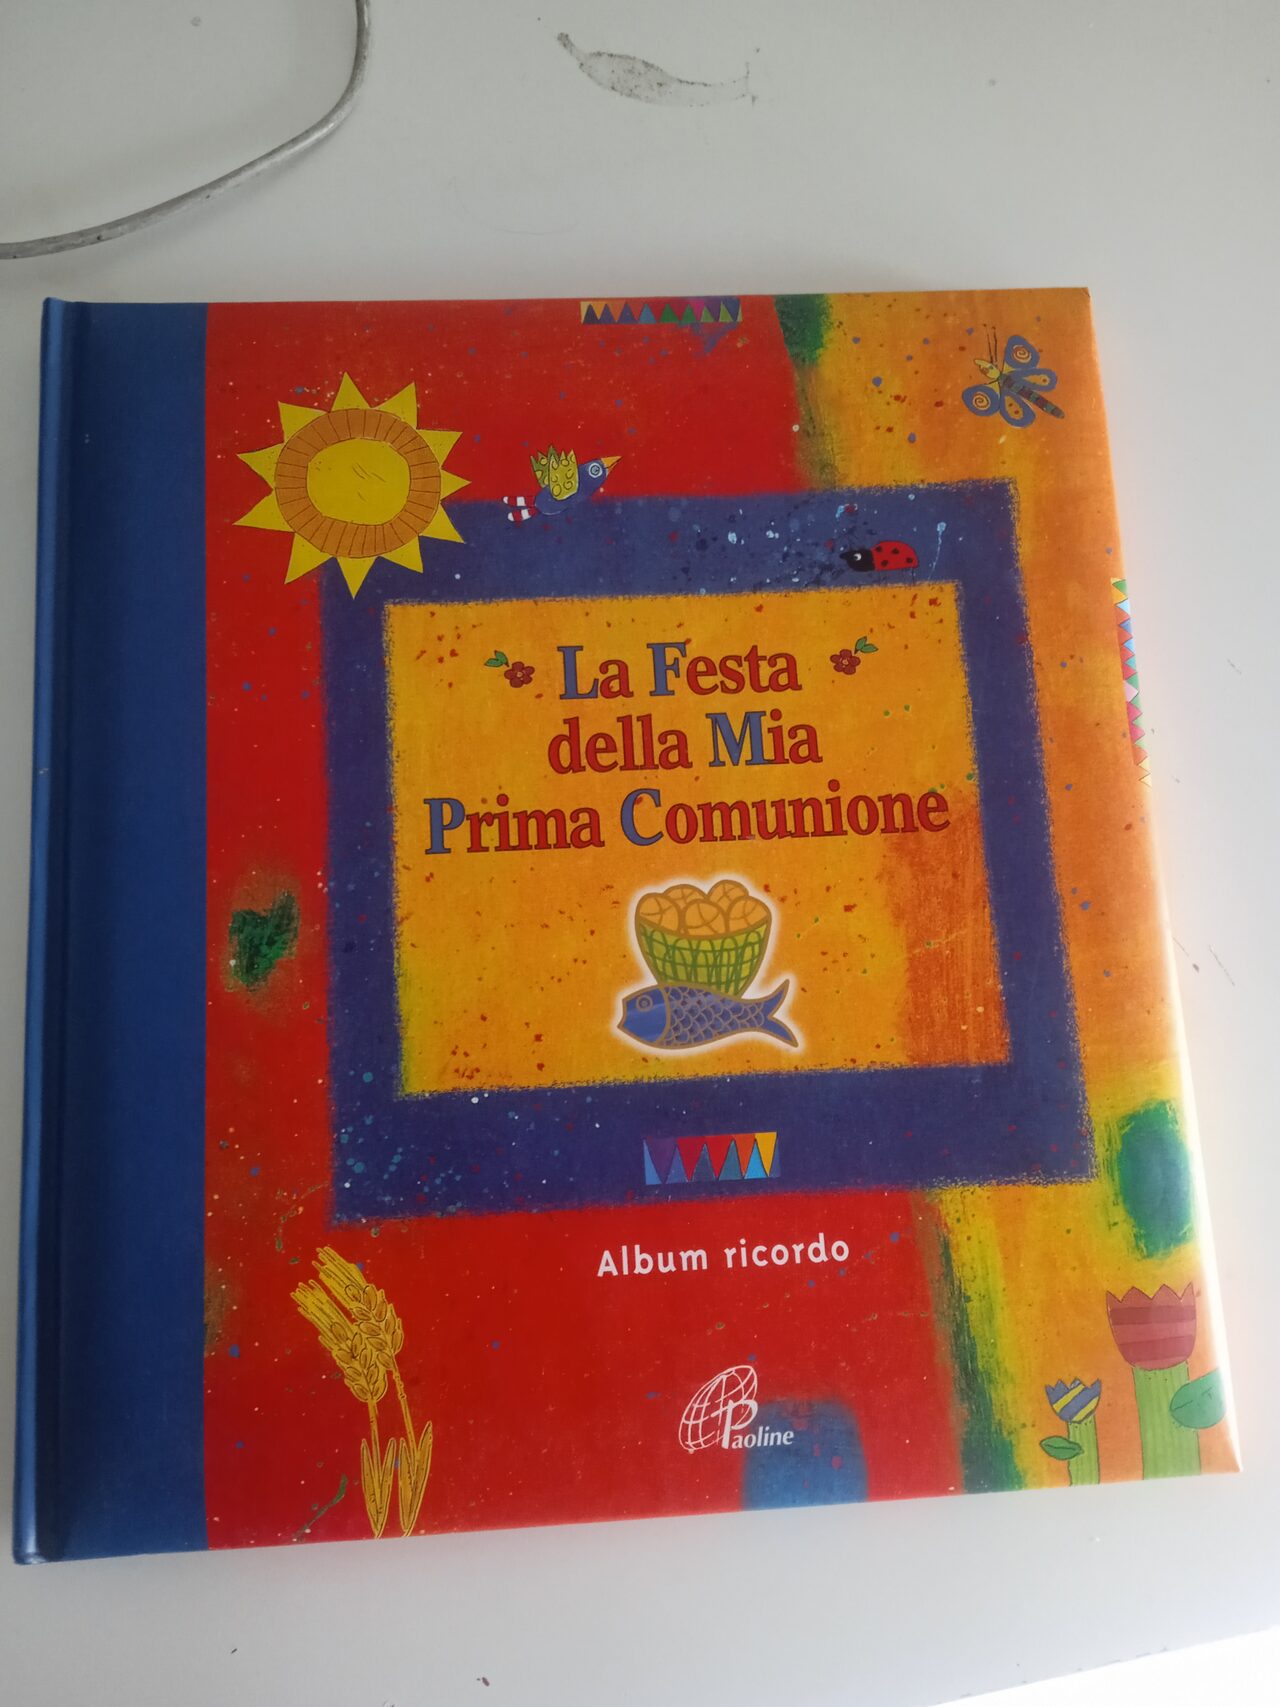 La Festa
della Mia
Prima Comunione
Album ricordo
Paoline